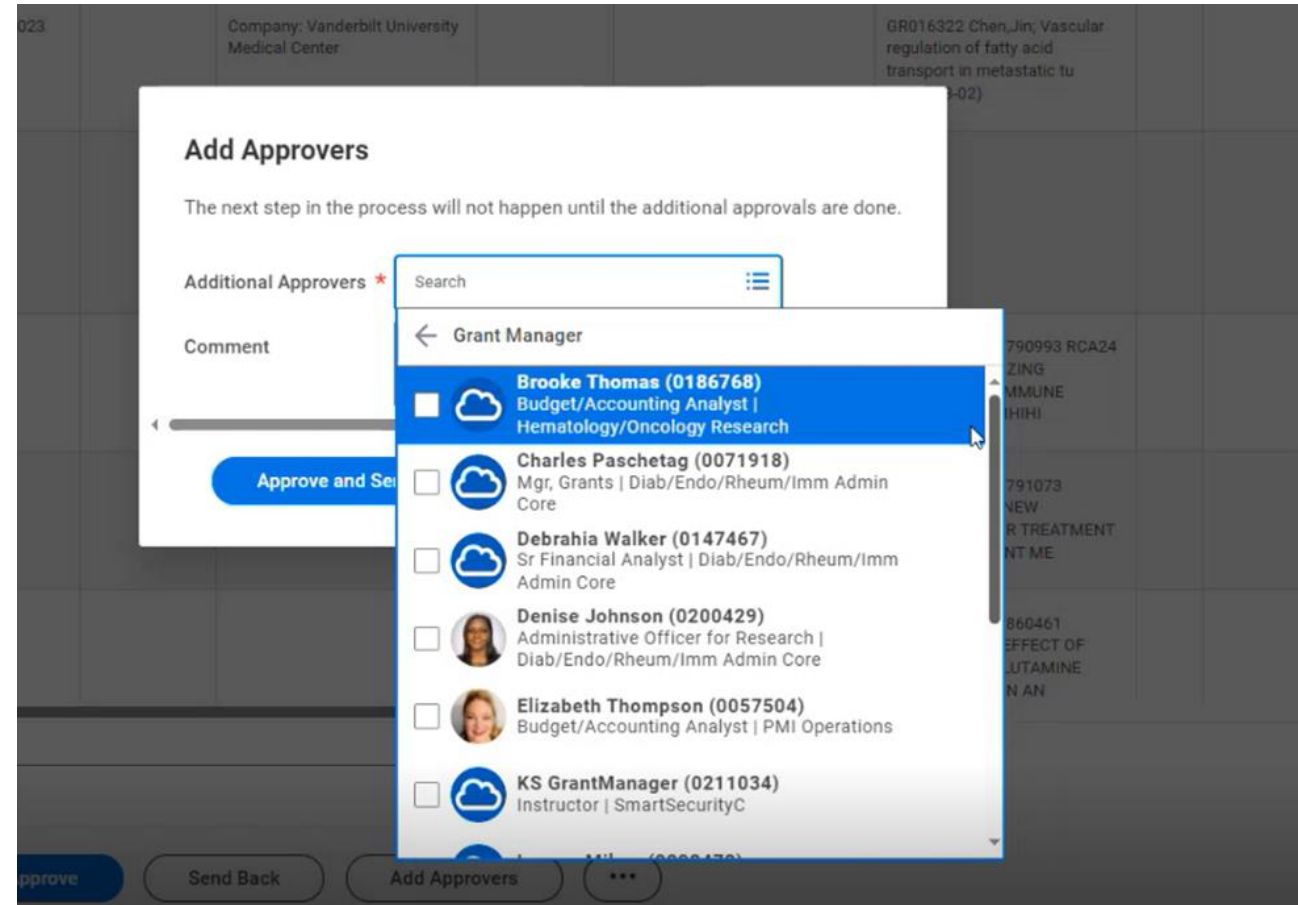 023
Company: Vanderbilt University
Medical Center
GR016322 Chen,Jin; Vascular
regulation of fatty acid
transport in metastatic tu
-02)
Add Approvers
The next step in the process will not happen until the additional approvals are done.
Additional Approvers *
Search
Comment
← Grant Manager
Brooke Thomas (0186768)
Budget/Accounting Analyst |
Hematology/Oncology Research
Charles Paschetag (0071918)
Mgr, Grants | Diab/Endo/Rheum/Imm Admin
Core
Debrahia Walker (0147467)
Sr Financial Analyst | Diab/Endo/Rheum/Imm
Admin Core
Denise Johnson (0200429)
Administrative Officer for Research |
Diab/Endo/Rheum/Imm Admin Core
Elizabeth Thompson (0057504)
Budget/Accounting Analyst | PMI Operations
KS GrantManager (0211034)
Instructor | SmartSecurityC
Approve and Se
790993 RCA24
ZING
MMUNE
IHIHI
791073
NEW
R TREATMENT
NT ME
860461
EFFECT OF
LUTAMINE
N AN
pprove
Send Back
Add Approvers
•••